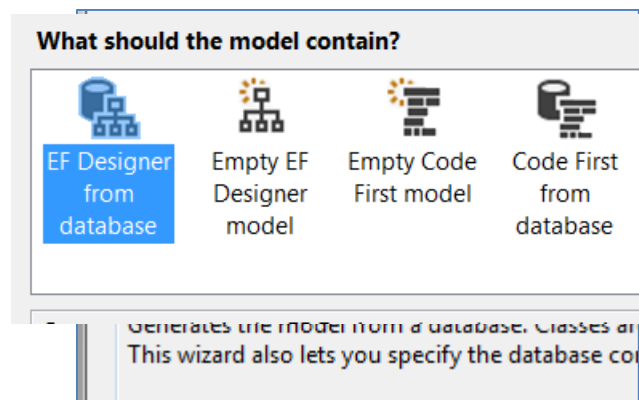 What should the model contain?
EF Designer from database
Empty EF Designer model
Empty Code First model
Code First from database
Generates the model from a database. Classes
This wizard also lets you specify the database